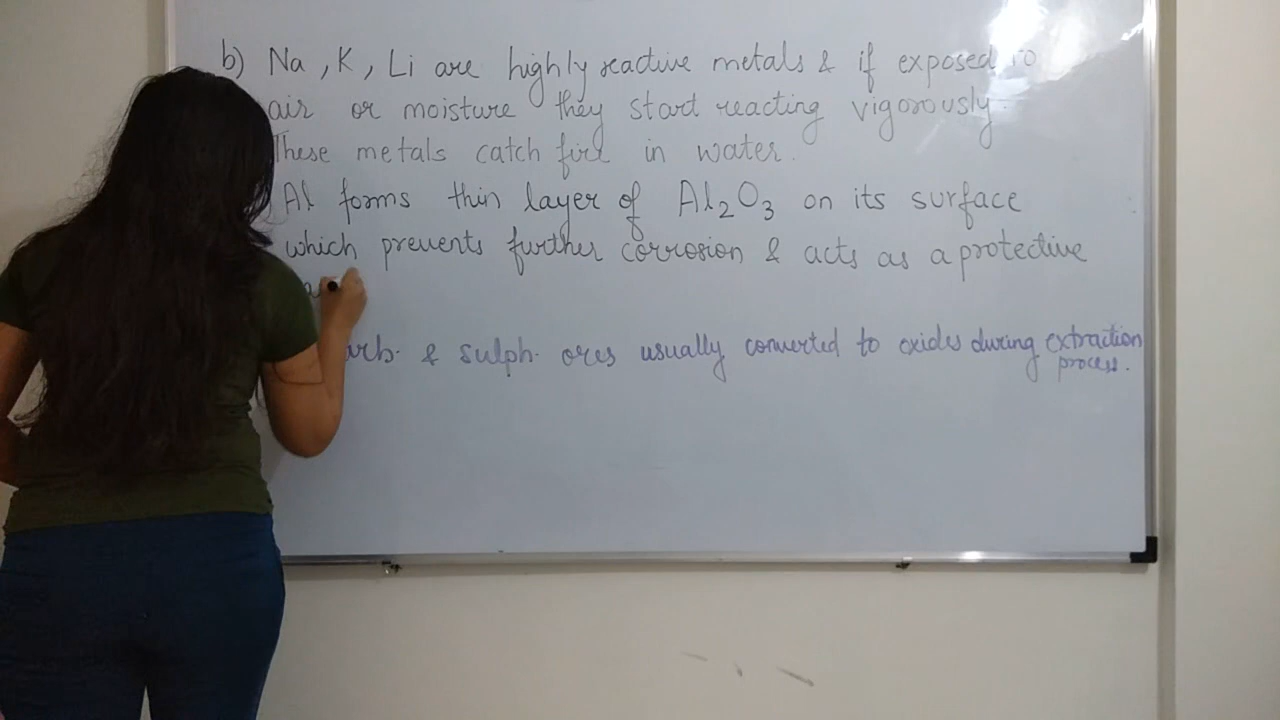 b) Na, K, Li are highly reactive metals & if exposed to
air or moisture they start reacting vigorously.
These metals catch fire in water.
Al forms thin layer of Al₂O₃ on its surface
which prevents further corrosion & acts as a protective
& sulph. ores usually converted to oxides during extraction
process.